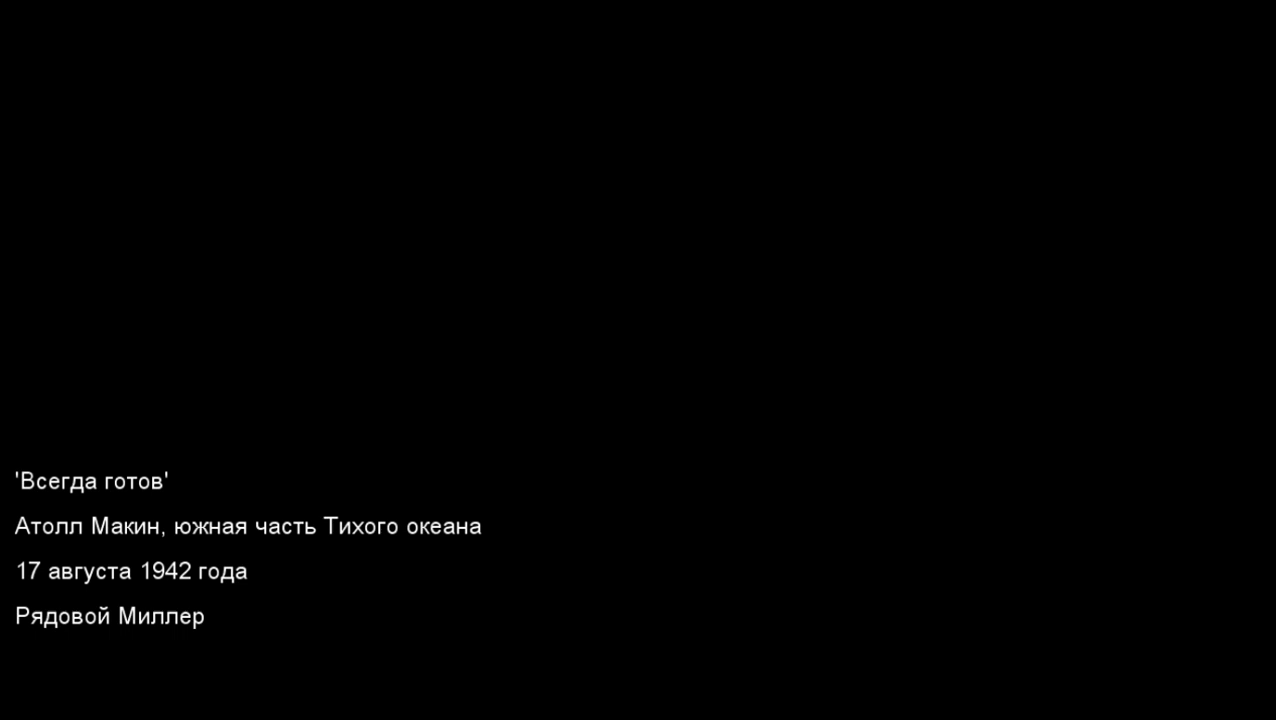 'Всегда готов'
Атолл Макин, южная часть Тихого океана
17 августа 1942 года
Рядовой Миллер